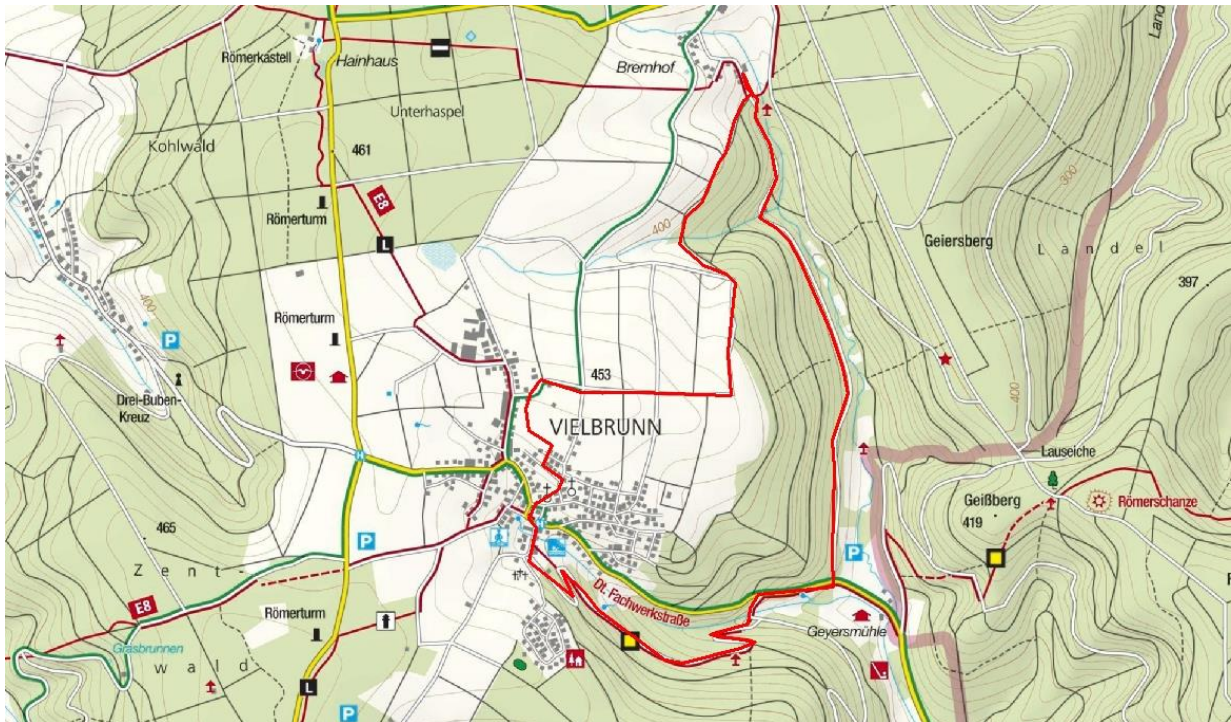 Römerkastell
Hainhaus
Bremhof
Unterhaspel
Kohlwald
461
E8
Römerturm
L
400
Geiersberg
300
L a n d e l
397
400
P
Römerturm
453
Drei-Buben-
Kreuz
VIELBRUNN
400
H
Lauseiche
Geißberg
Römerschanze
419
465
P
H
P
Z e n t -
Dt. Fachwerkstraße
E8
Römerturm
Geyersmühle
Grasbrunnen
w a l d
L
P